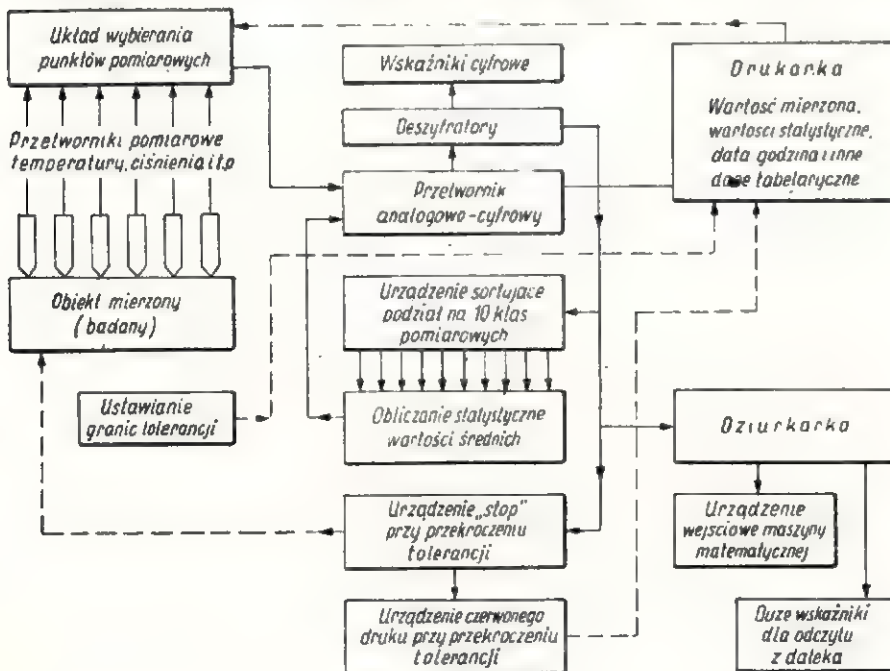 Układ wybierania
punktów pomiarowych
Przetworniki pomiarowe
temperatury, ciśnienia i t.p
Obiekt mierzony
(badany)
Ustawianie
granic tolerancji
Wskaźniki cyfrowe
Deszyfratory
Przetwornik
analogowo-cyfrowy
Urządzenie sortujące
podział na 10 klas
pomiarowych
Obliczanie statystyczne
wartości średnich
Urządzenie „stop"
przy przekroczeniu
tolerancji
Urządzenie czerwonego
druku przy przekroczeniu
tolerancji
Drukarka
Wartość mierzona,
wartości statystyczne,
data godzina i inne
dane tabelaryczne
Dziurkarka
Urządzenie
wejściowe maszyny
matematycznej
Duże wskaźniki
dla odczytu
z daleka